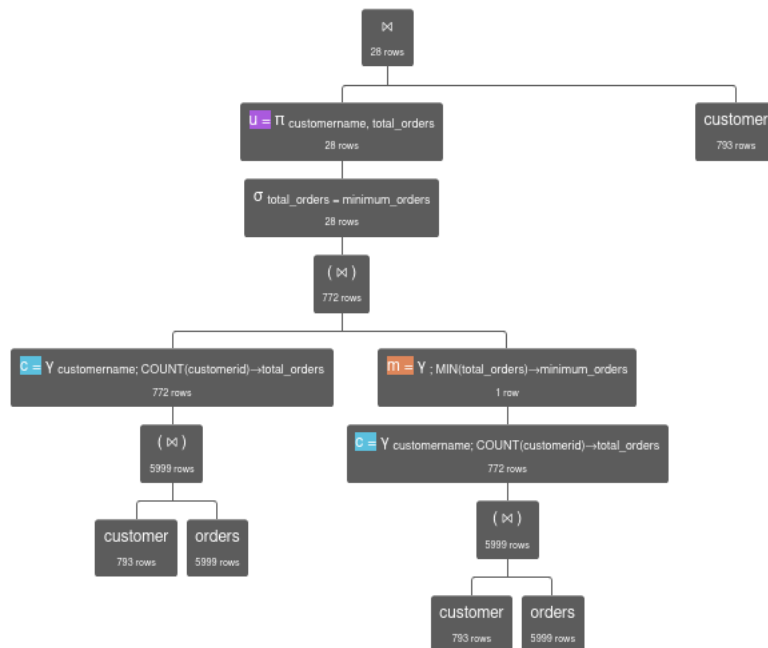 ⋈
28 rows
u = π customername, total_orders
28 rows
customer
793 rows
σ total_orders = minimum_orders
28 rows
( ⋈ )
772 rows
c = γ customername; COUNT(customerid)→total_orders
772 rows
m = γ ; MIN(total_orders)→minimum_orders
1 row
( ⋈ )
5999 rows
c = γ customername; COUNT(customerid)→total_orders
772 rows
customer
793 rows
orders
5999 rows
( ⋈ )
5999 rows
customer
793 rows
orders
5999 rows